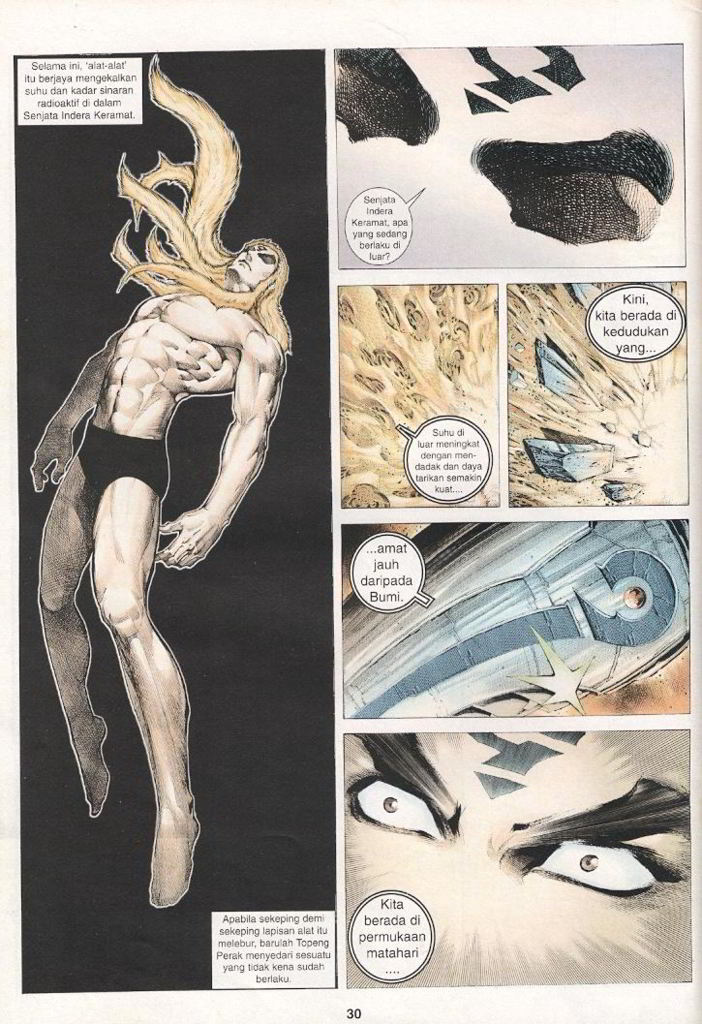 Selama ini, 'alat-alat'
itu berjaya mengekalkan
suhu dan kadar sinaran
radioaktif di dalam
Senjata Indera Keramat.
Senjata
Indera
Keramat, apa
yang sedang
berlaku di
luar?
Suhu di
luar meningkat
dengan men-
dadak dan daya
tarikan semakin
kuat....
Kini,
kita berada di
kedudukan
yang...
...amat
jauh
daripada
Bumi.
Kita
berada di
permukaan
matahari
....
Apabila sekeping demi
sekeping lapisan alat itu
melebur, barulah Topeng
Perak menyedari sesuatu
yang tidak kena sudah
berlaku.
30